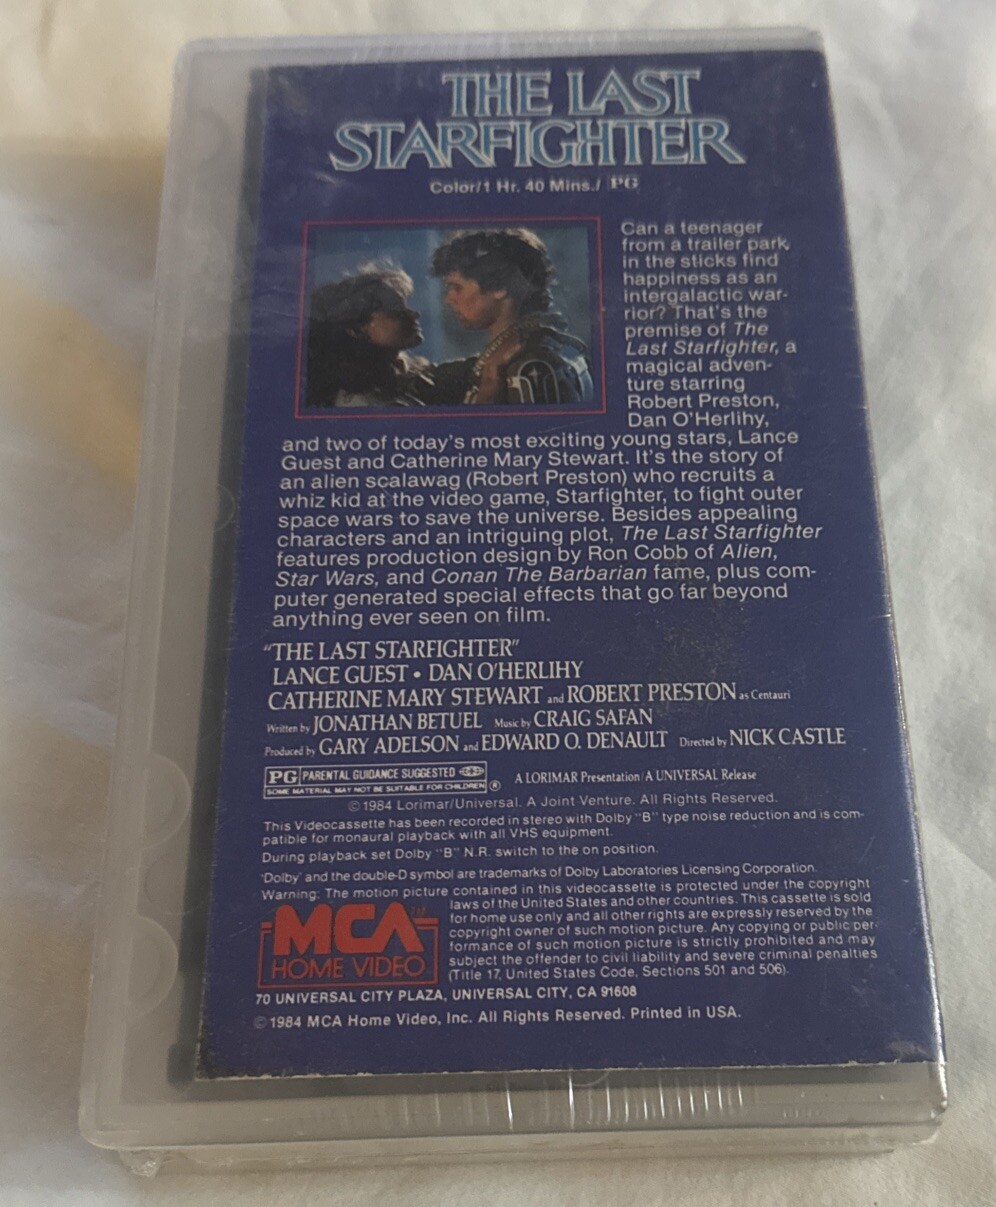 THE LAST
STARFIGHTER
Color/1 Hr. 40 Mins./ PG
Can a teenager
from a trailer park
in the sticks find
happiness as an
intergalactic war-
rior? That's the
premise of The
Last Starfighter, a
magical adven-
ture starring
Robert Preston,
Dan O'Herlihy,
and two of today's most exciting young stars, Lance
Guest and Catherine Mary Stewart. It's the story of
an alien scalawag (Robert Preston) who recruits a
whiz kid at the video game, Starfighter, to fight outer
space wars to save the universe. Besides appealing
characters and an intriguing plot, The Last Starfighter
features production design by Ron Cobb of Alien,
Star Wars, and Conan The Barbarian fame, plus com-
puter generated special effects that go far beyond
anything ever seen on film.
"THE LAST STARFIGHTER"
LANCE GUEST • DAN O'HERLIHY
CATHERINE MARY STEWART and ROBERT PRESTON as Centauri
Written by JONATHAN BETUEL Music by CRAIG SAFAN
Produced by GARY ADELSON and EDWARD O. DENAULT Directed by NICK CASTLE
PG PARENTAL GUIDANCE SUGGESTED
SOME MATERIAL MAY NOT BE SUITABLE FOR CHILDREN ®
A LORIMAR Presentation/A UNIVERSAL Release
©1984 Lorimar/Universal. A Joint Venture. All Rights Reserved.
This Videocassette has been recorded in stereo with Dolby "B" type noise reduction and is com-
patible for monaural playback with all VHS equipment.
During playback set Dolby "B" N.R. switch to the on position.
'Dolby' and the double-D symbol are trademarks of Dolby Laboratories Licensing Corporation.
Warning: The motion picture contained in this videocassette is protected under the copyright
laws of the United States and other countries. This cassette is sold
for home use only and all other rights are expressly reserved by the
copyright owner of such motion picture. Any copying or public per-
formance of such motion picture is strictly prohibited and may
subject the offender to civil liability and severe criminal penalties
(Title 17, United States Code, Sections 501 and 506).
MCA TM
HOME VIDEO
70 UNIVERSAL CITY PLAZA, UNIVERSAL CITY, CA 91608
©1984 MCA Home Video, Inc. All Rights Reserved. Printed in USA.